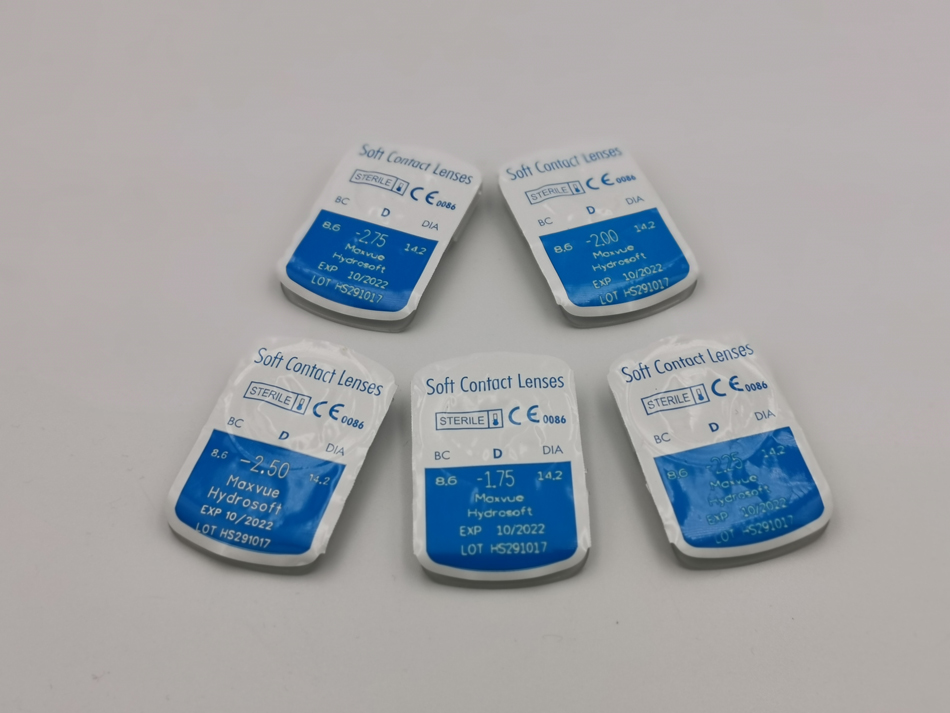 Soft Contact Lenses
STERILE CE 0086
BC D DIA
8.6 -2.75 14.2
Maxvue
Hydrosoft
EXP 10/2022
LOT HS291017
Soft Contact Lenses
STERILE CE 0086
BC D DIA
8.6 -2.00 14.2
Maxvue
Hydrosoft
EXP 10/2022
LOT HS291017
Soft Contact Lenses
STERILE CE 0086
BC D DIA
8.6 -2.50 14.2
Maxvue
Hydrosoft
EXP 10/2022
LOT HS291017
Soft Contact Lenses
STERILE CE 0086
BC D DIA
8.6 -1.75 14.2
Maxvue
Hydrosoft
EXP 10/2022
LOT HS291017
Soft Contact Lenses
STERILE CE 0086
BC D DIA
8.6 14.2
Maxvue
Hydrosoft
EXP 10/2022
LOT HS291017